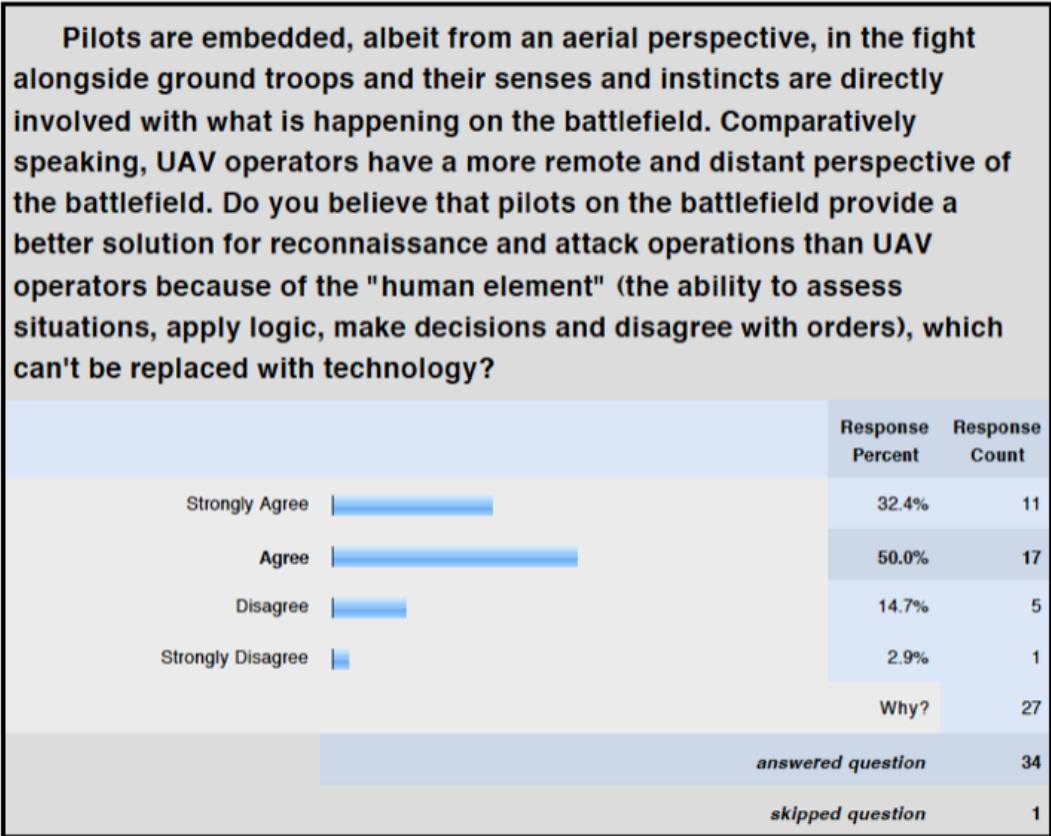 Pilots are embedded, albeit from an aerial perspective, in the fight
alongside ground troops and their senses and instincts are directly
involved with what is happening on the battlefield. Comparatively
speaking, UAV operators have a more remote and distant perspective of
the battlefield. Do you believe that pilots on the battlefield provide a
better solution for reconnaissance and attack operations than UAV
operators because of the "human element" (the ability to assess
situations, apply logic, make decisions and disagree with orders), which
can't be replaced with technology?
Response Percent Response Count
Strongly Agree 32.4% 11
Agree 50.0% 17
Disagree 14.7% 5
Strongly Disagree 2.9% 1
Why? 27
answered question 34
skipped question 1